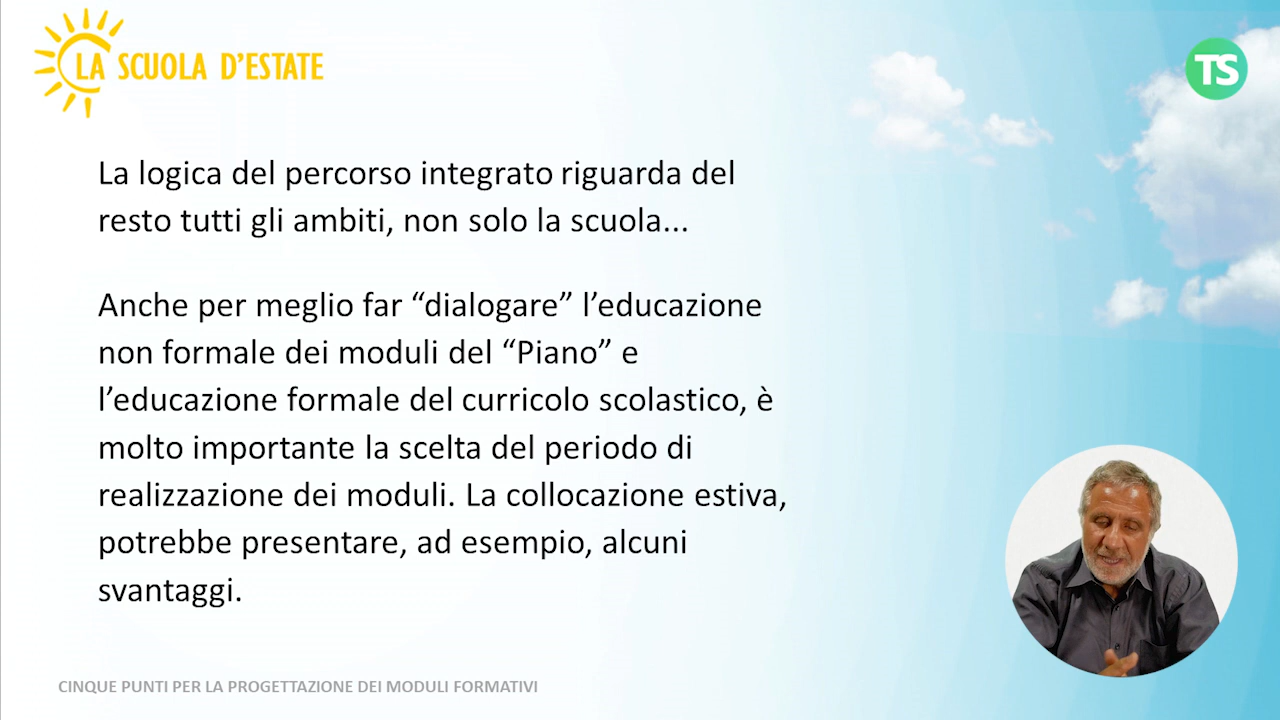 LA SCUOLA D'ESTATE
TS
La logica del percorso integrato riguarda del
resto tutti gli ambiti, non solo la scuola...
Anche per meglio far “dialogare” l’educazione
non formale dei moduli del “Piano” e
l’educazione formale del curricolo scolastico, è
molto importante la scelta del periodo di
realizzazione dei moduli. La collocazione estiva,
potrebbe presentare, ad esempio, alcuni
svantaggi.
CINQUE PUNTI PER LA PROGETTAZIONE DEI MODULI FORMATIVI